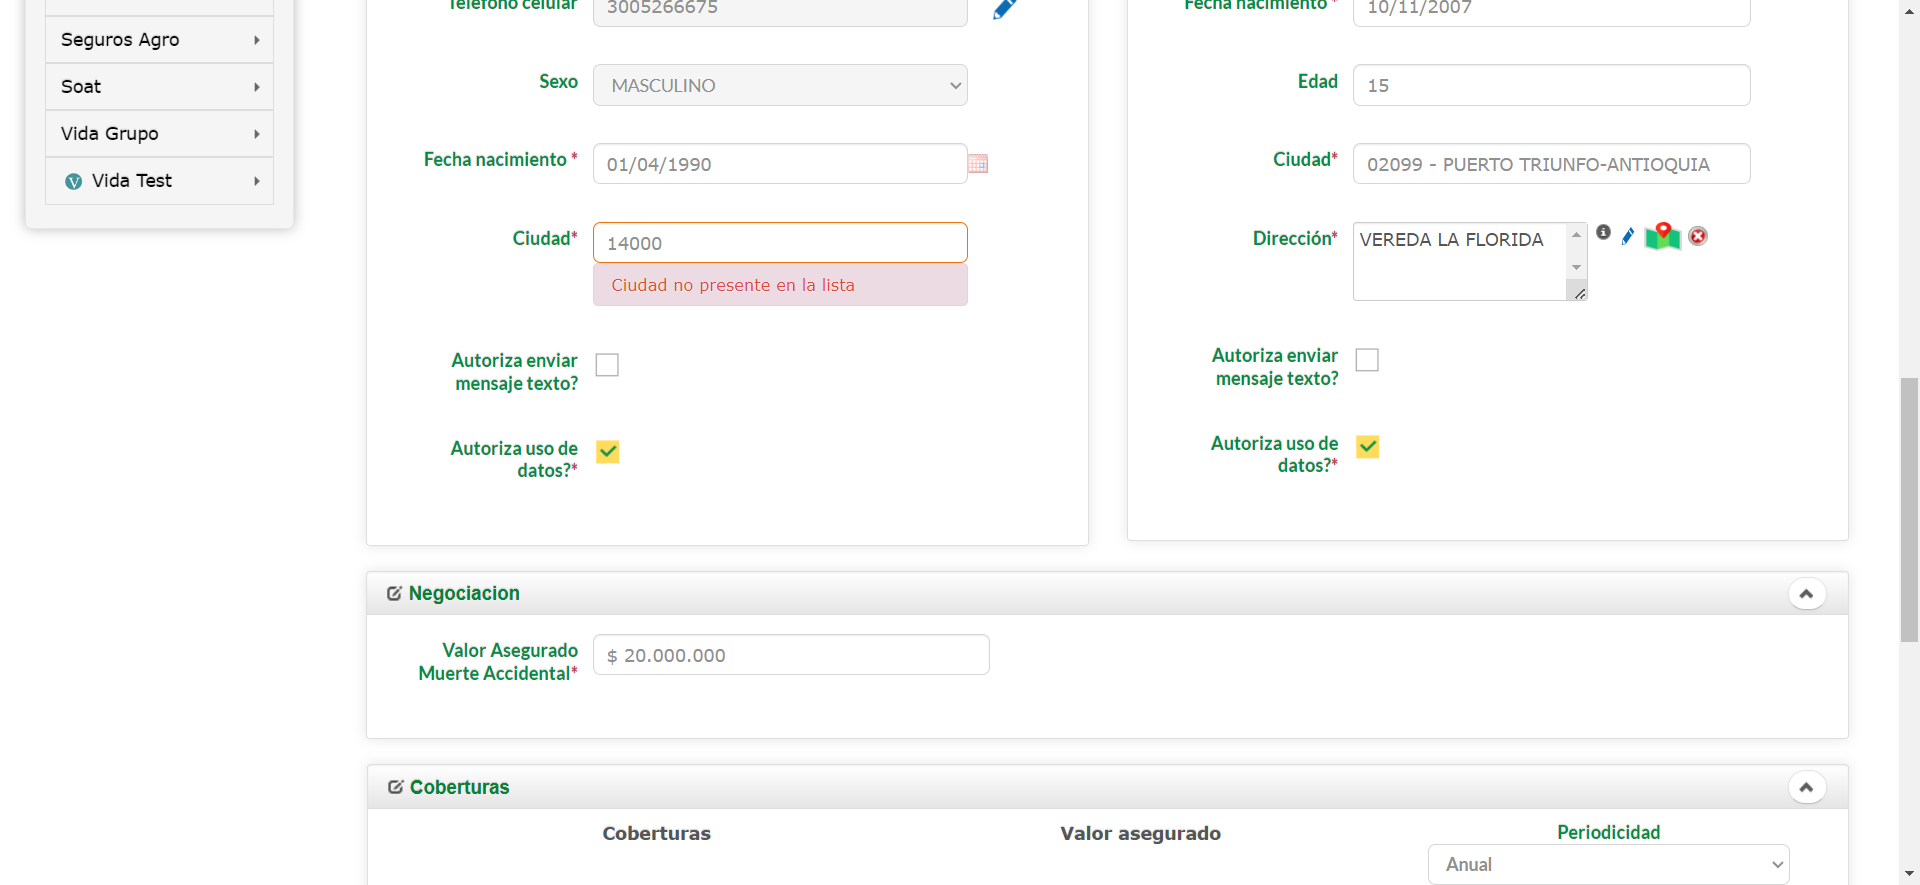 Seguros Agro
Soat
Vida Grupo
Vida Test
Teléfono celular
3005266675
Sexo
MASCULINO
Fecha nacimiento *
01/04/1990
Ciudad*
14000
Ciudad no presente en la lista
Autoriza enviar
mensaje texto?
Autoriza uso de
datos?*
Fecha nacimiento *
10/11/2007
Edad
15
Ciudad*
02099 - PUERTO TRIUNFO-ANTIOQUIA
Dirección*
VEREDA LA FLORIDA
Autoriza enviar
mensaje texto?
Autoriza uso de
datos?*
Negociacion
Valor Asegurado
Muerte Accidental*
$ 20.000.000
Coberturas
Coberturas
Valor asegurado
Periodicidad
Anual